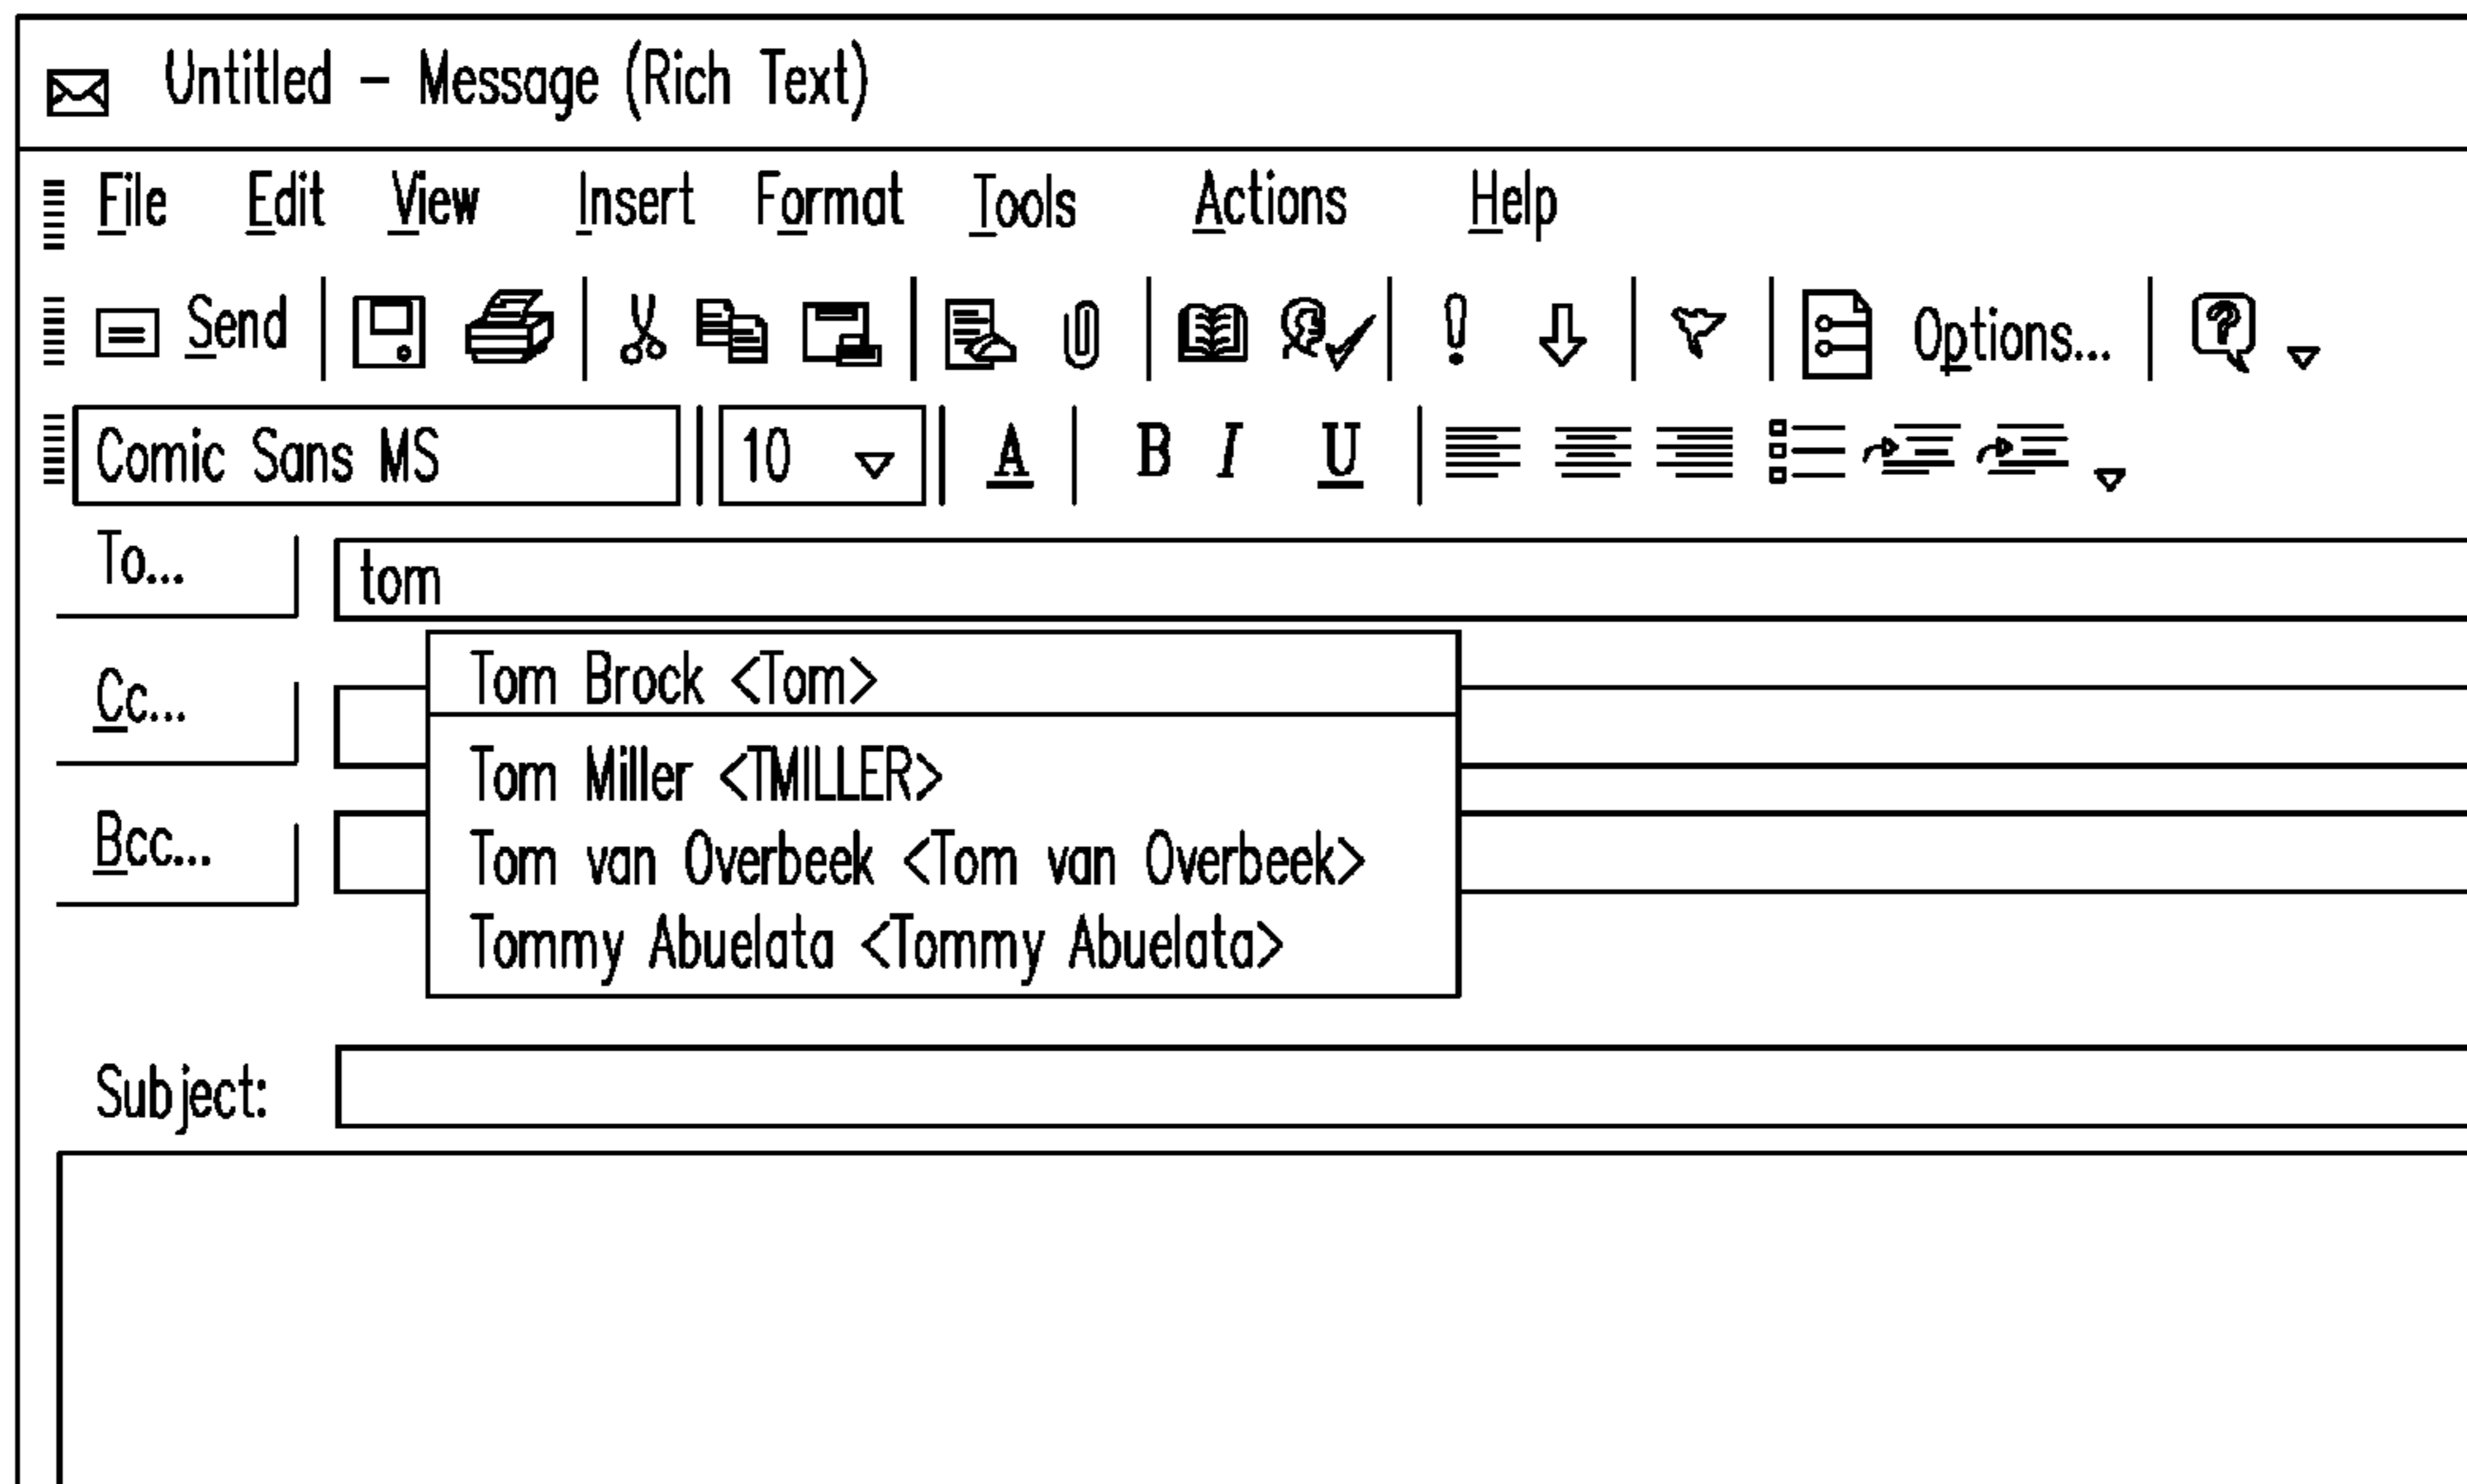 Untitled – Message (Rich Text)
File Edit View Insert Format Tools Actions Help
Send Options...
Comic Sans MS 10 A B I U
To... tom
Tom Brock <Tom>
Cc...
Tom Miller <TMILLER>
Bcc...
Tom van Overbeek <Tom van Overbeek>
Tommy Abuelata <Tommy Abuelata>
Subject: